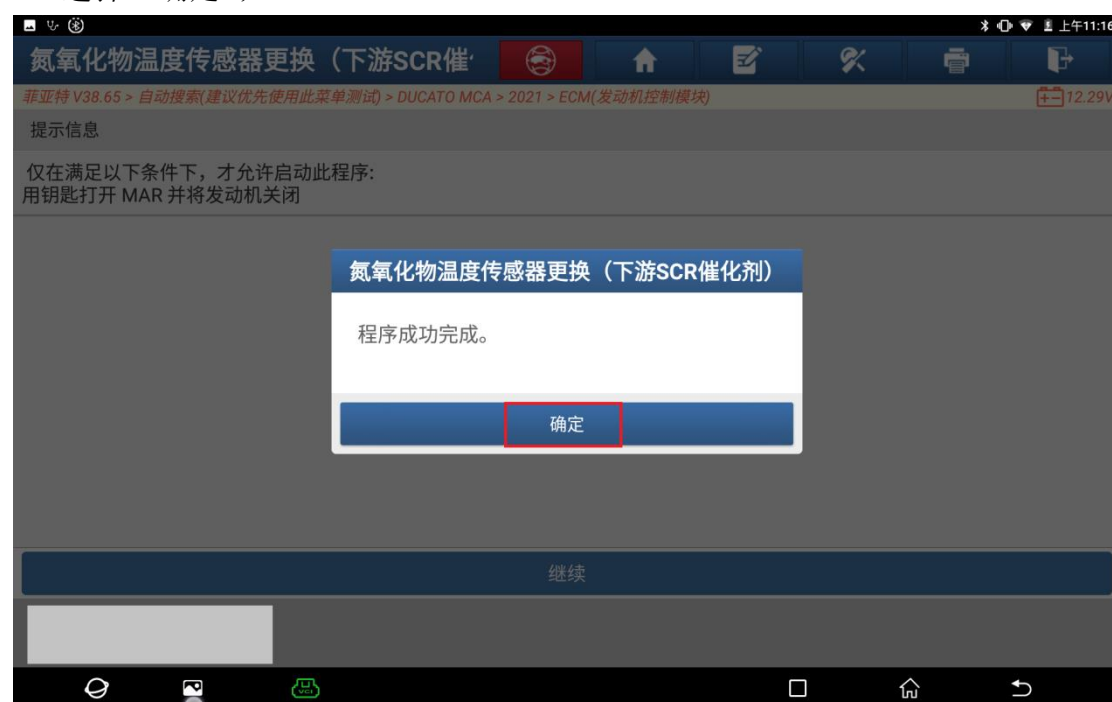 上午11:16
氮氧化物温度传感器更换（下游SCR催
菲亚特 V38.65 > 自动搜索(建议优先使用此菜单测试) > DUCATO MCA > 2021 > ECM(发动机控制模块)
12.29V
提示信息
仅在满足以下条件下，才允许启动此程序:
用钥匙打开 MAR 并将发动机关闭
氮氧化物温度传感器更换（下游SCR催化剂）
程序成功完成。
确定
继续
VCI